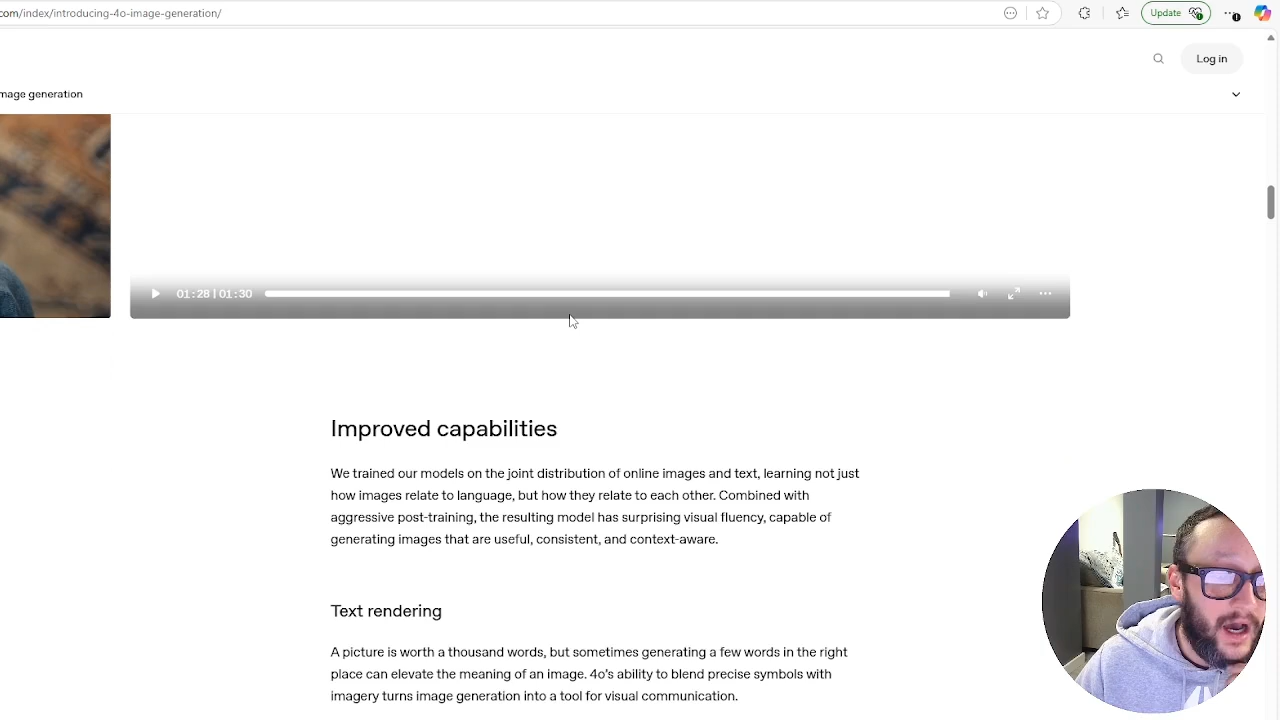 com/index/introducing-4o-image-generation/
Update
Log in
mage generation
01:28 | 01:30
Improved capabilities
We trained our models on the joint distribution of online images and text, learning not just
how images relate to language, but how they relate to each other. Combined with
aggressive post-training, the resulting model has surprising visual fluency, capable of
generating images that are useful, consistent, and context-aware.
Text rendering
A picture is worth a thousand words, but sometimes generating a few words in the right
place can elevate the meaning of an image. 4o's ability to blend precise symbols with
imagery turns image generation into a tool for visual communication.